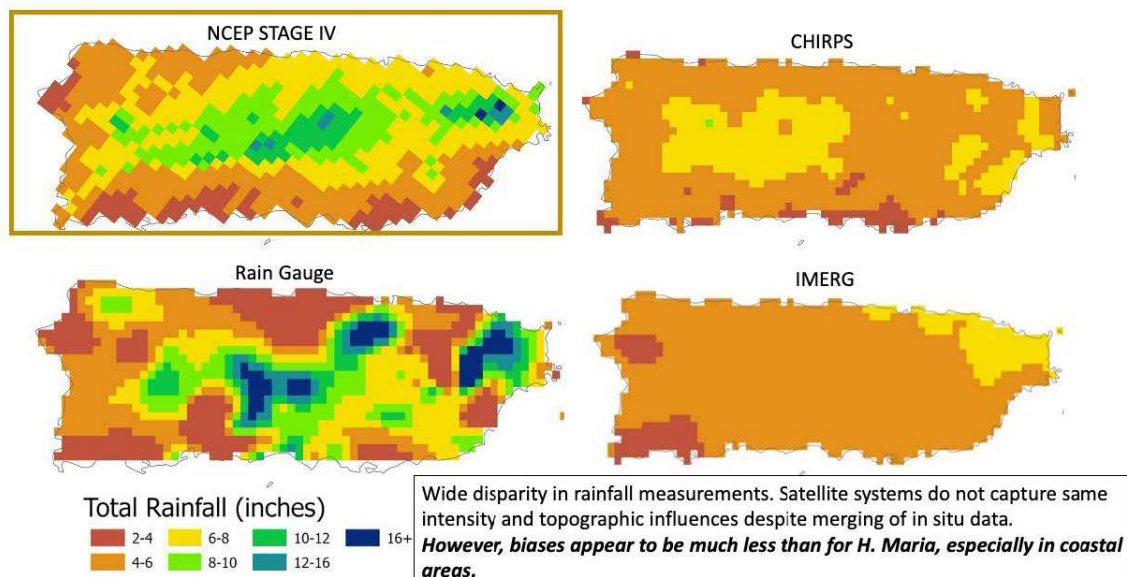 NCEP STAGE IV
CHIRPS
Rain Gauge
IMERG
Total Rainfall (inches)
2-4
6-8
10-12
16+
4-6
8-10
12-16
Wide disparity in rainfall measurements. Satellite systems do not capture same
intensity and topographic influences despite merging of in situ data.
However, biases appear to be much less than for H. Maria, especially in coastal
areas.